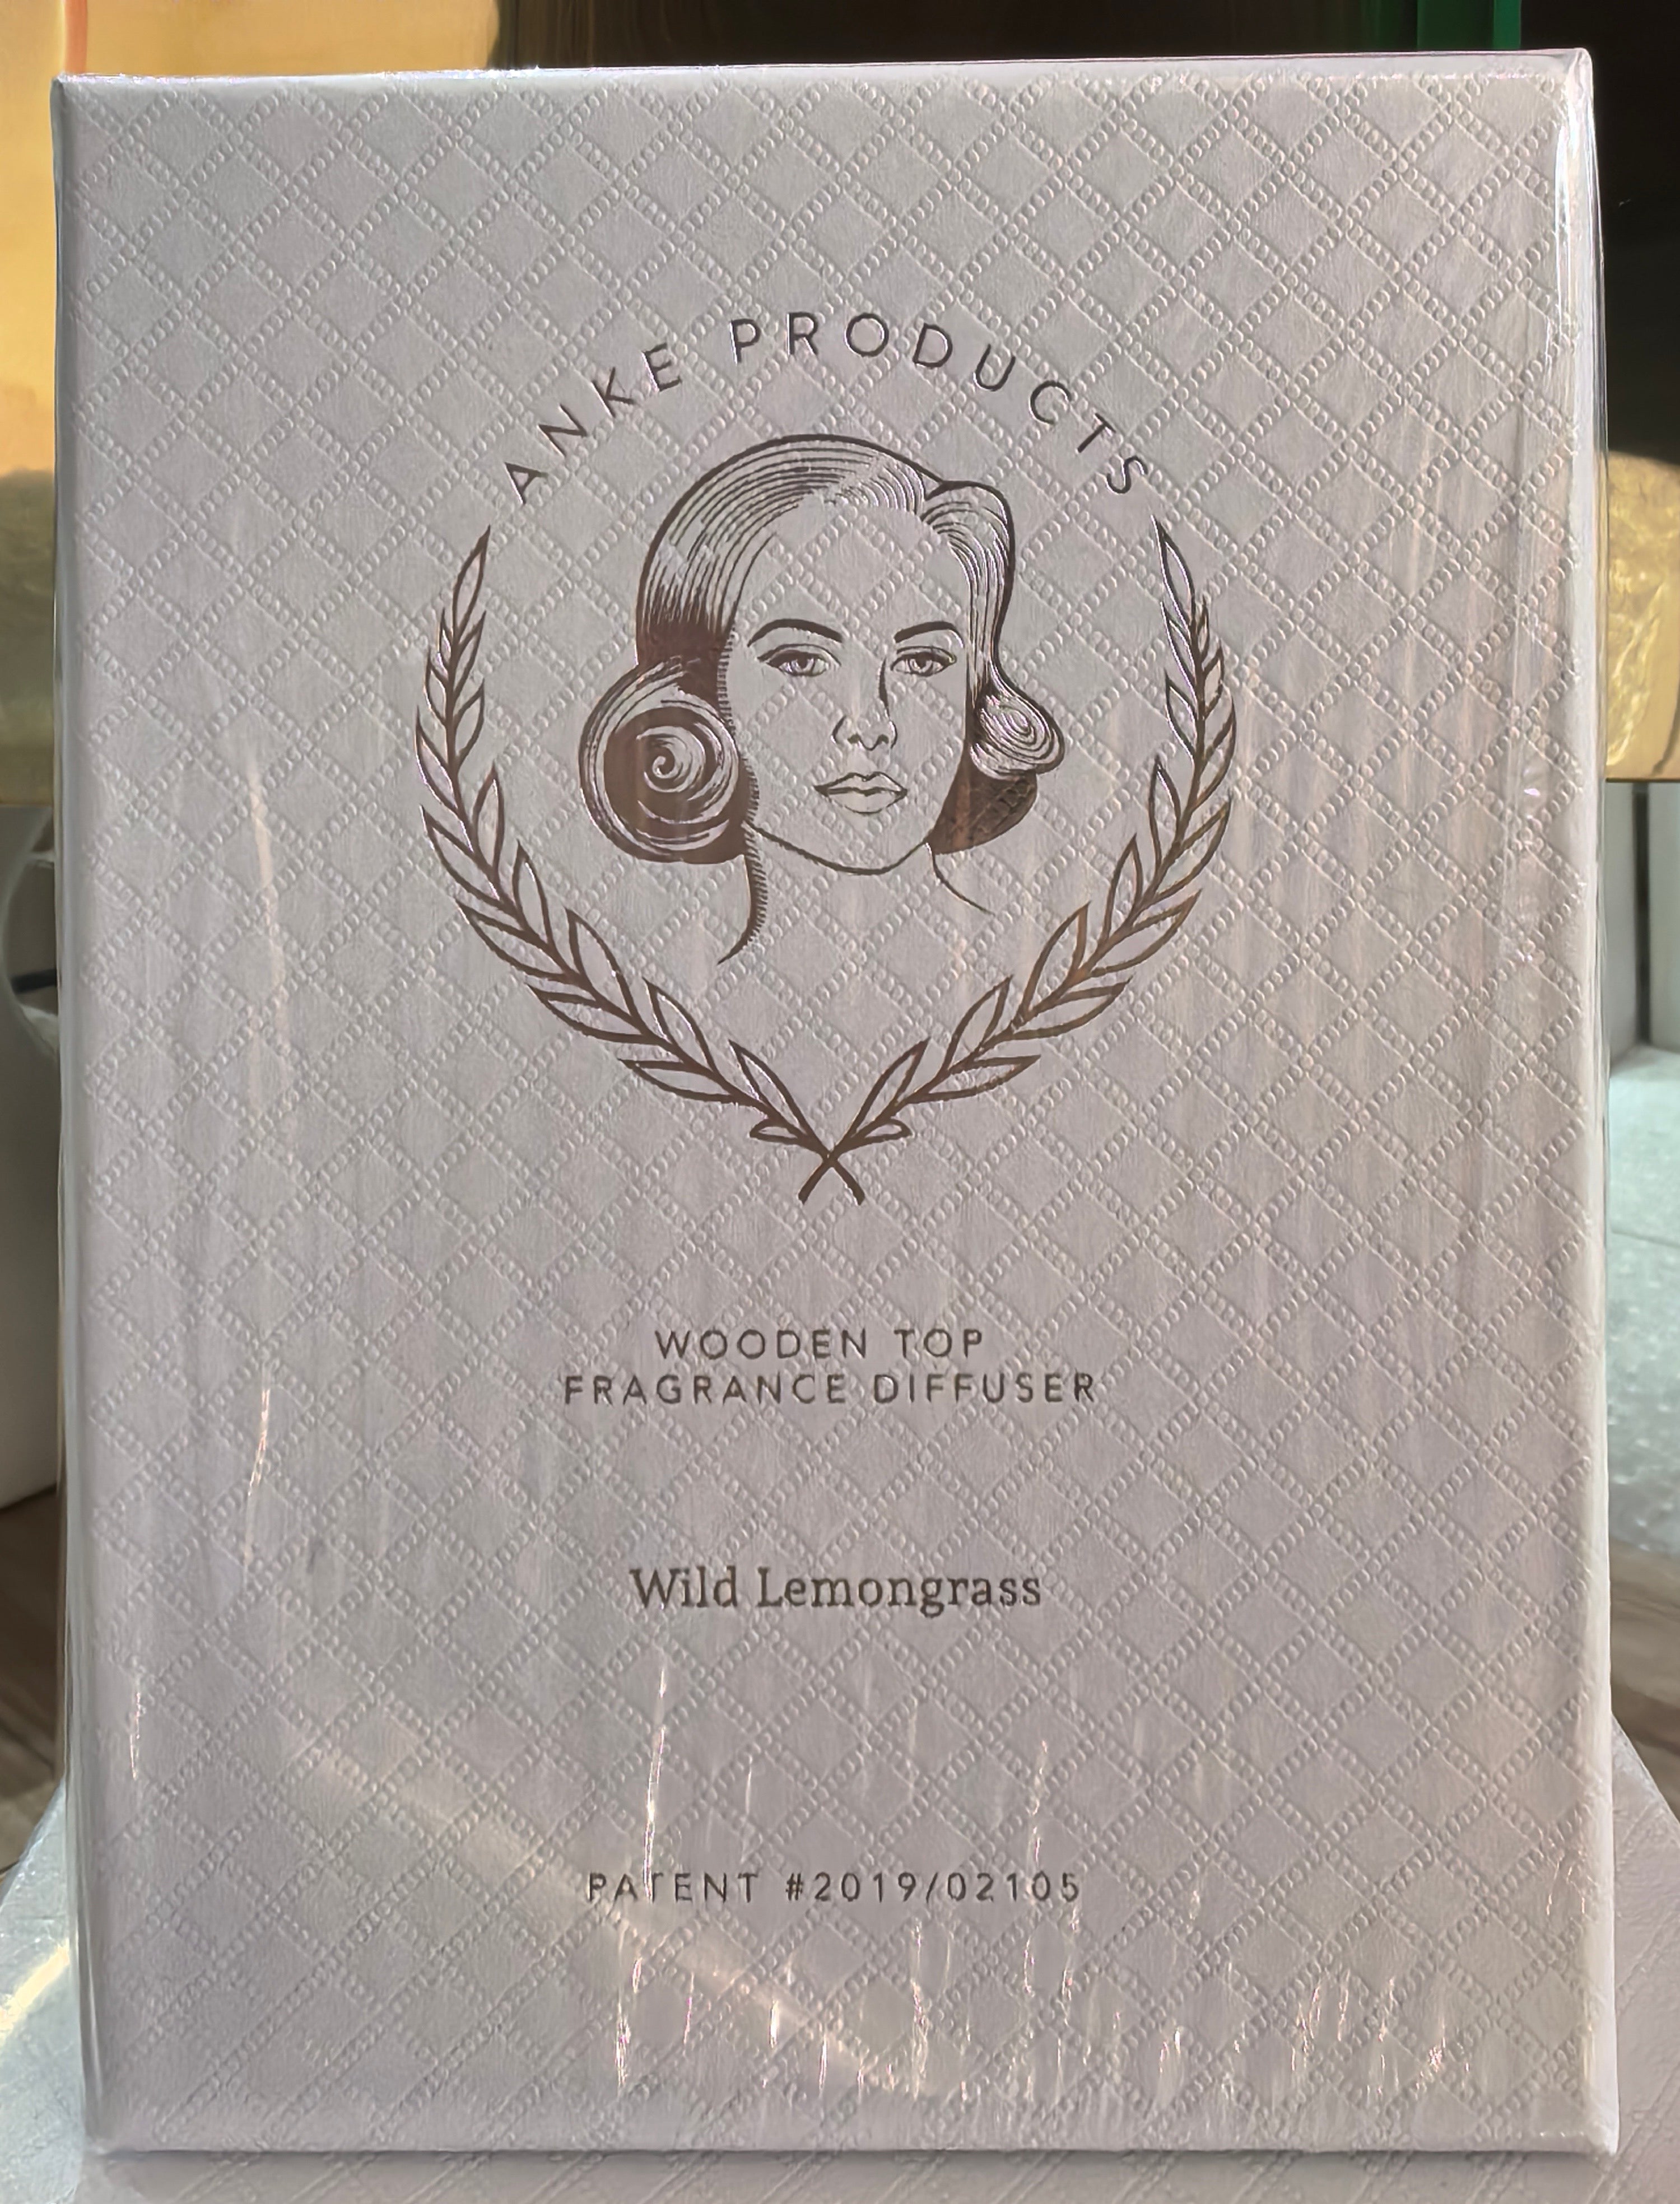 ANKE PRODUCTS
WOODEN TOP
FRAGRANCE DIFFUSER
Wild Lemongrass
PATENT #2019/02105